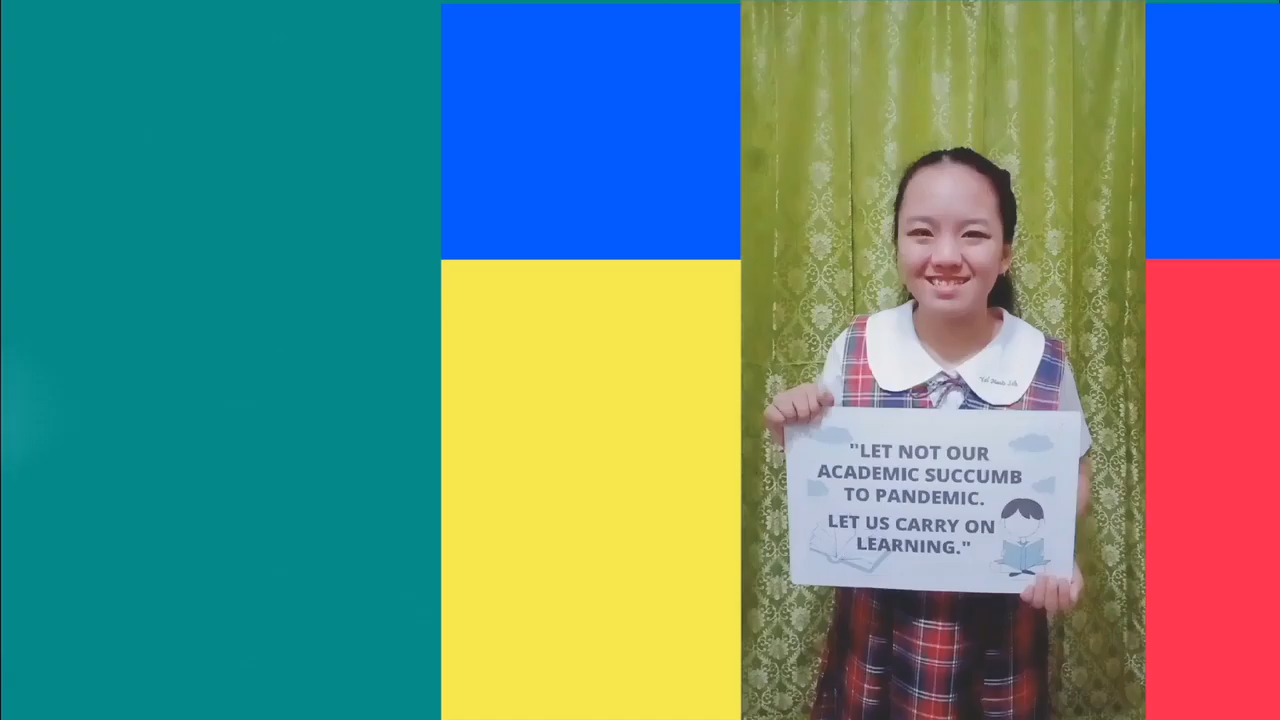 "LET NOT OUR
ACADEMIC SUCCUMB
TO PANDEMIC.
LET US CARRY ON
LEARNING."